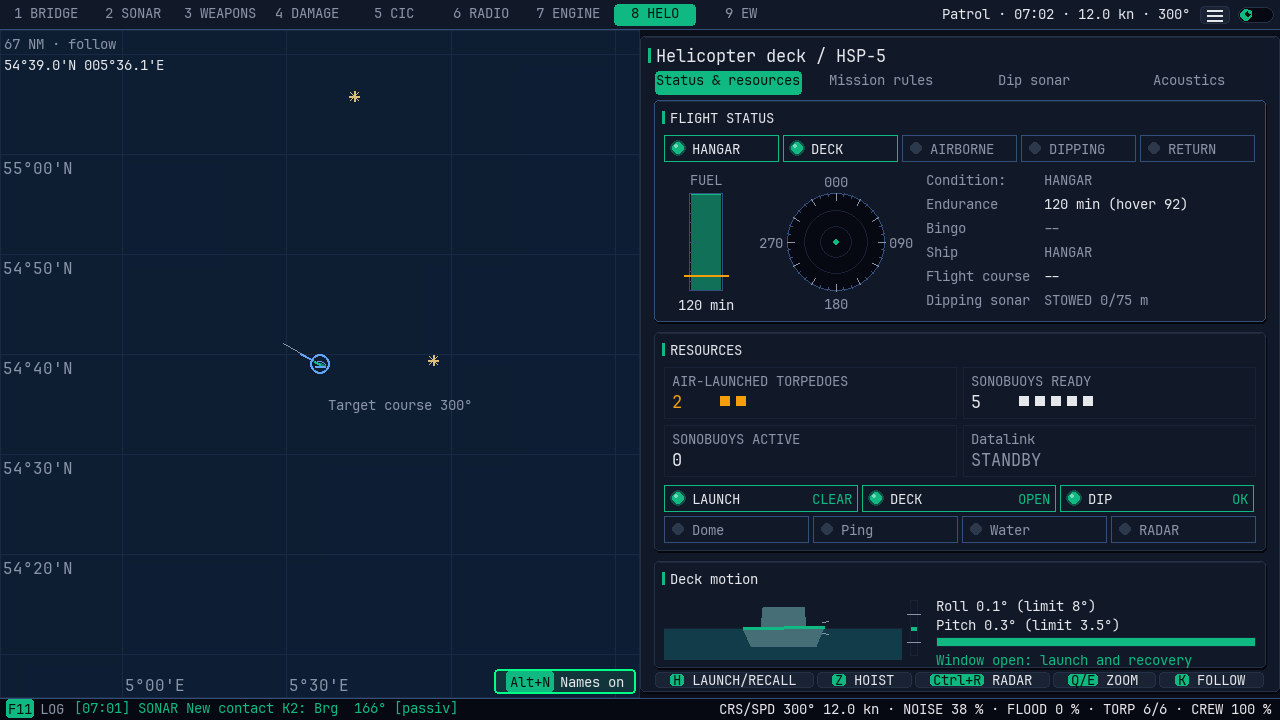 1 BRIDGE 2 SONAR 3 WEAPONS 4 DAMAGE 5 CIC 6 RADIO 7 ENGINE 8 HELO 9 EW Patrol · 07:02 · 12.0 kn · 300°
67 NM · follow
54°39.0'N 005°36.1'E
55°00'N
54°50'N
54°40'N
Target course 300°
54°30'N
54°20'N
5°00'E 5°30'E
Alt+N Names on
Helicopter deck / HSP-5
Status & resources Mission rules Dip sonar Acoustics
FLIGHT STATUS
HANGAR DECK AIRBORNE DIPPING RETURN
FUEL
120 min
000
270 090
180
Condition: HANGAR
Endurance 120 min (hover 92)
Bingo --
Ship HANGAR
Flight course --
Dipping sonar STOWED 0/75 m
RESOURCES
AIR-LAUNCHED TORPEDOES SONOBUOYS READY
2 5
SONOBUOYS ACTIVE Datalink
0 STANDBY
LAUNCH CLEAR DECK OPEN DIP OK
Dome Ping Water RADAR
Deck motion
Roll 0.1° (limit 8°)
Pitch 0.3° (limit 3.5°)
Window open: launch and recovery
H LAUNCH/RECALL Z HOIST Ctrl+R RADAR Q/E ZOOM K FOLLOW
F11 LOG [07:01] SONAR New contact K2: Brg 166° [passiv] CRS/SPD 300° 12.0 kn · NOISE 38 % · FLOOD 0 % · TORP 6/6 · CREW 100 %